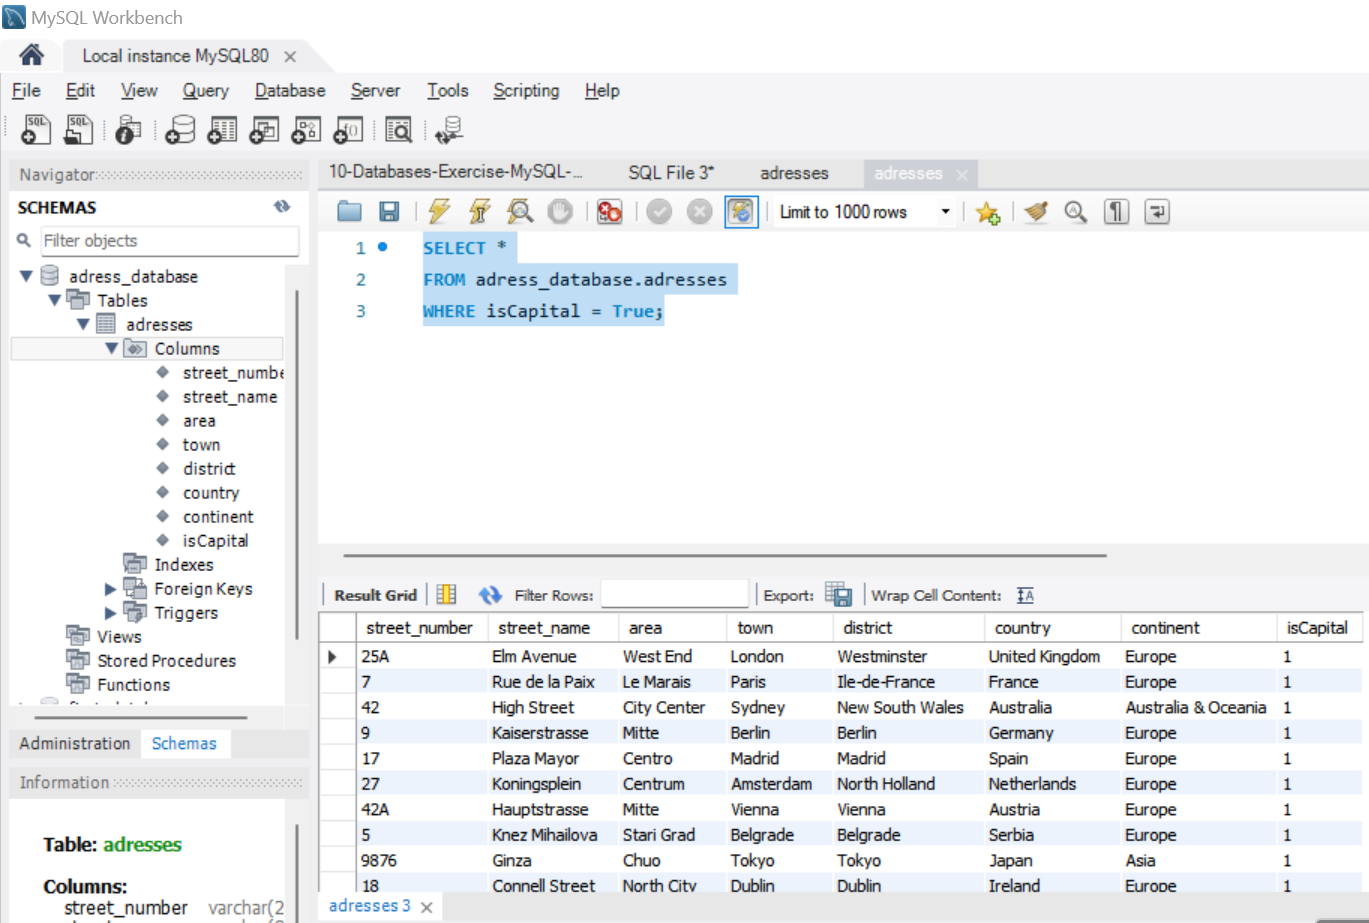 MySQL Workbench
Local instance MySQL80
File Edit View Query Database Server Tools Scripting Help
Navigator
SCHEMAS
Filter objects
adress_database
Tables
adresses
Columns
street_numbe
street_name
area
town
district
country
continent
isCapital
Indexes
Foreign Keys
Triggers
Views
Stored Procedures
Functions
Administration Schemas
Information
Table: adresses
Columns:
street_number varchar(2
10-Databases-Exercise-MySQL-... SQL File 3* adresses adresses
Limit to 1000 rows
1 SELECT *
2 FROM adress_database.adresses
3 WHERE isCapital = True;
Result Grid Filter Rows: Export: Wrap Cell Content:
street_number street_name area town district country continent isCapital
25A Elm Avenue West End London Westminster United Kingdom Europe 1
7 Rue de la Paix Le Marais Paris Ile-de-France France Europe 1
42 High Street City Center Sydney New South Wales Australia Australia & Oceania 1
9 Kaiserstrasse Mitte Berlin Berlin Germany Europe 1
17 Plaza Mayor Centro Madrid Madrid Spain Europe 1
27 Koningsplein Centrum Amsterdam North Holland Netherlands Europe 1
42A Hauptstrasse Mitte Vienna Vienna Austria Europe 1
5 Knez Mihailova Stari Grad Belgrade Belgrade Serbia Europe 1
9876 Ginza Chuo Tokyo Tokyo Japan Asia 1
18 Connell Street North City Dublin Dublin Ireland Europe 1
adresses 3